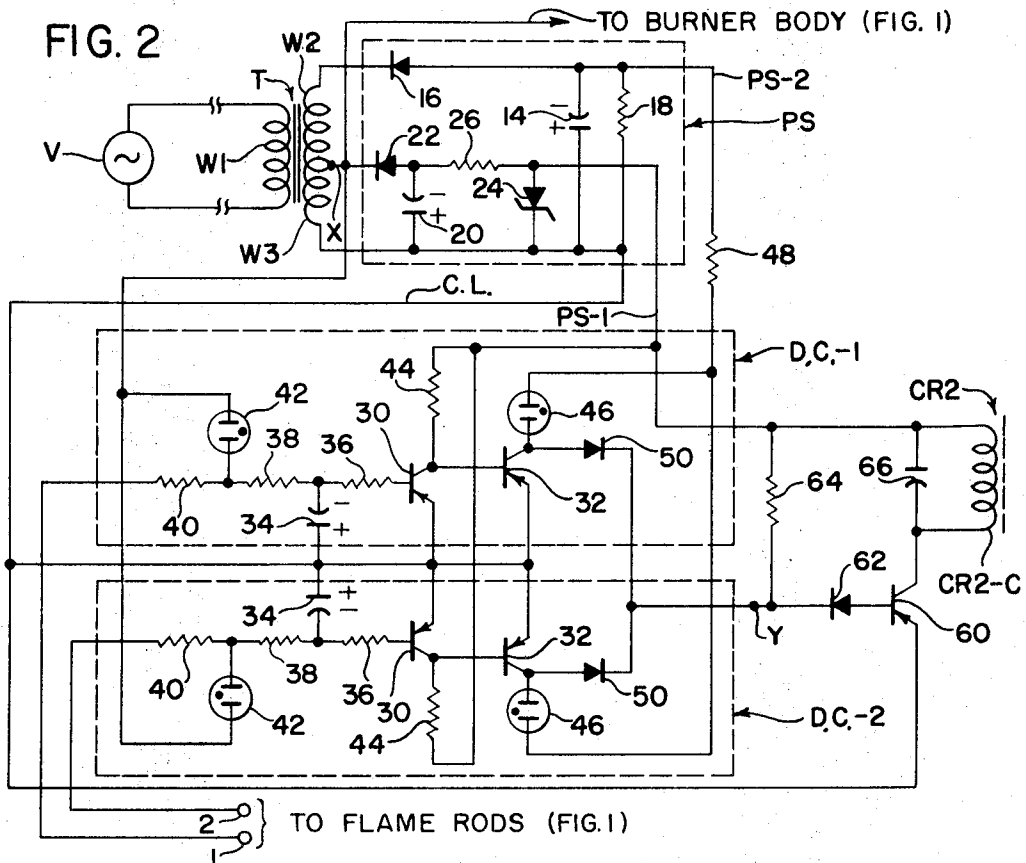 TO BURNER BODY (FIG. 1)
FIG. 2
W2
T
16
14
18
PS-2
PS
V
W1
22
26
24
20
X
W3
48
C.L.
PS-1
D.C.-1
44
42
30
46
CR2
38
36
50
66
64
40
34
32
62
CR2-C
34
32
Y
60
40
38
36
30
50
42
44
46
D.C.-2
2
1
TO FLAME RODS (FIG. 1)
- + - + - + + -